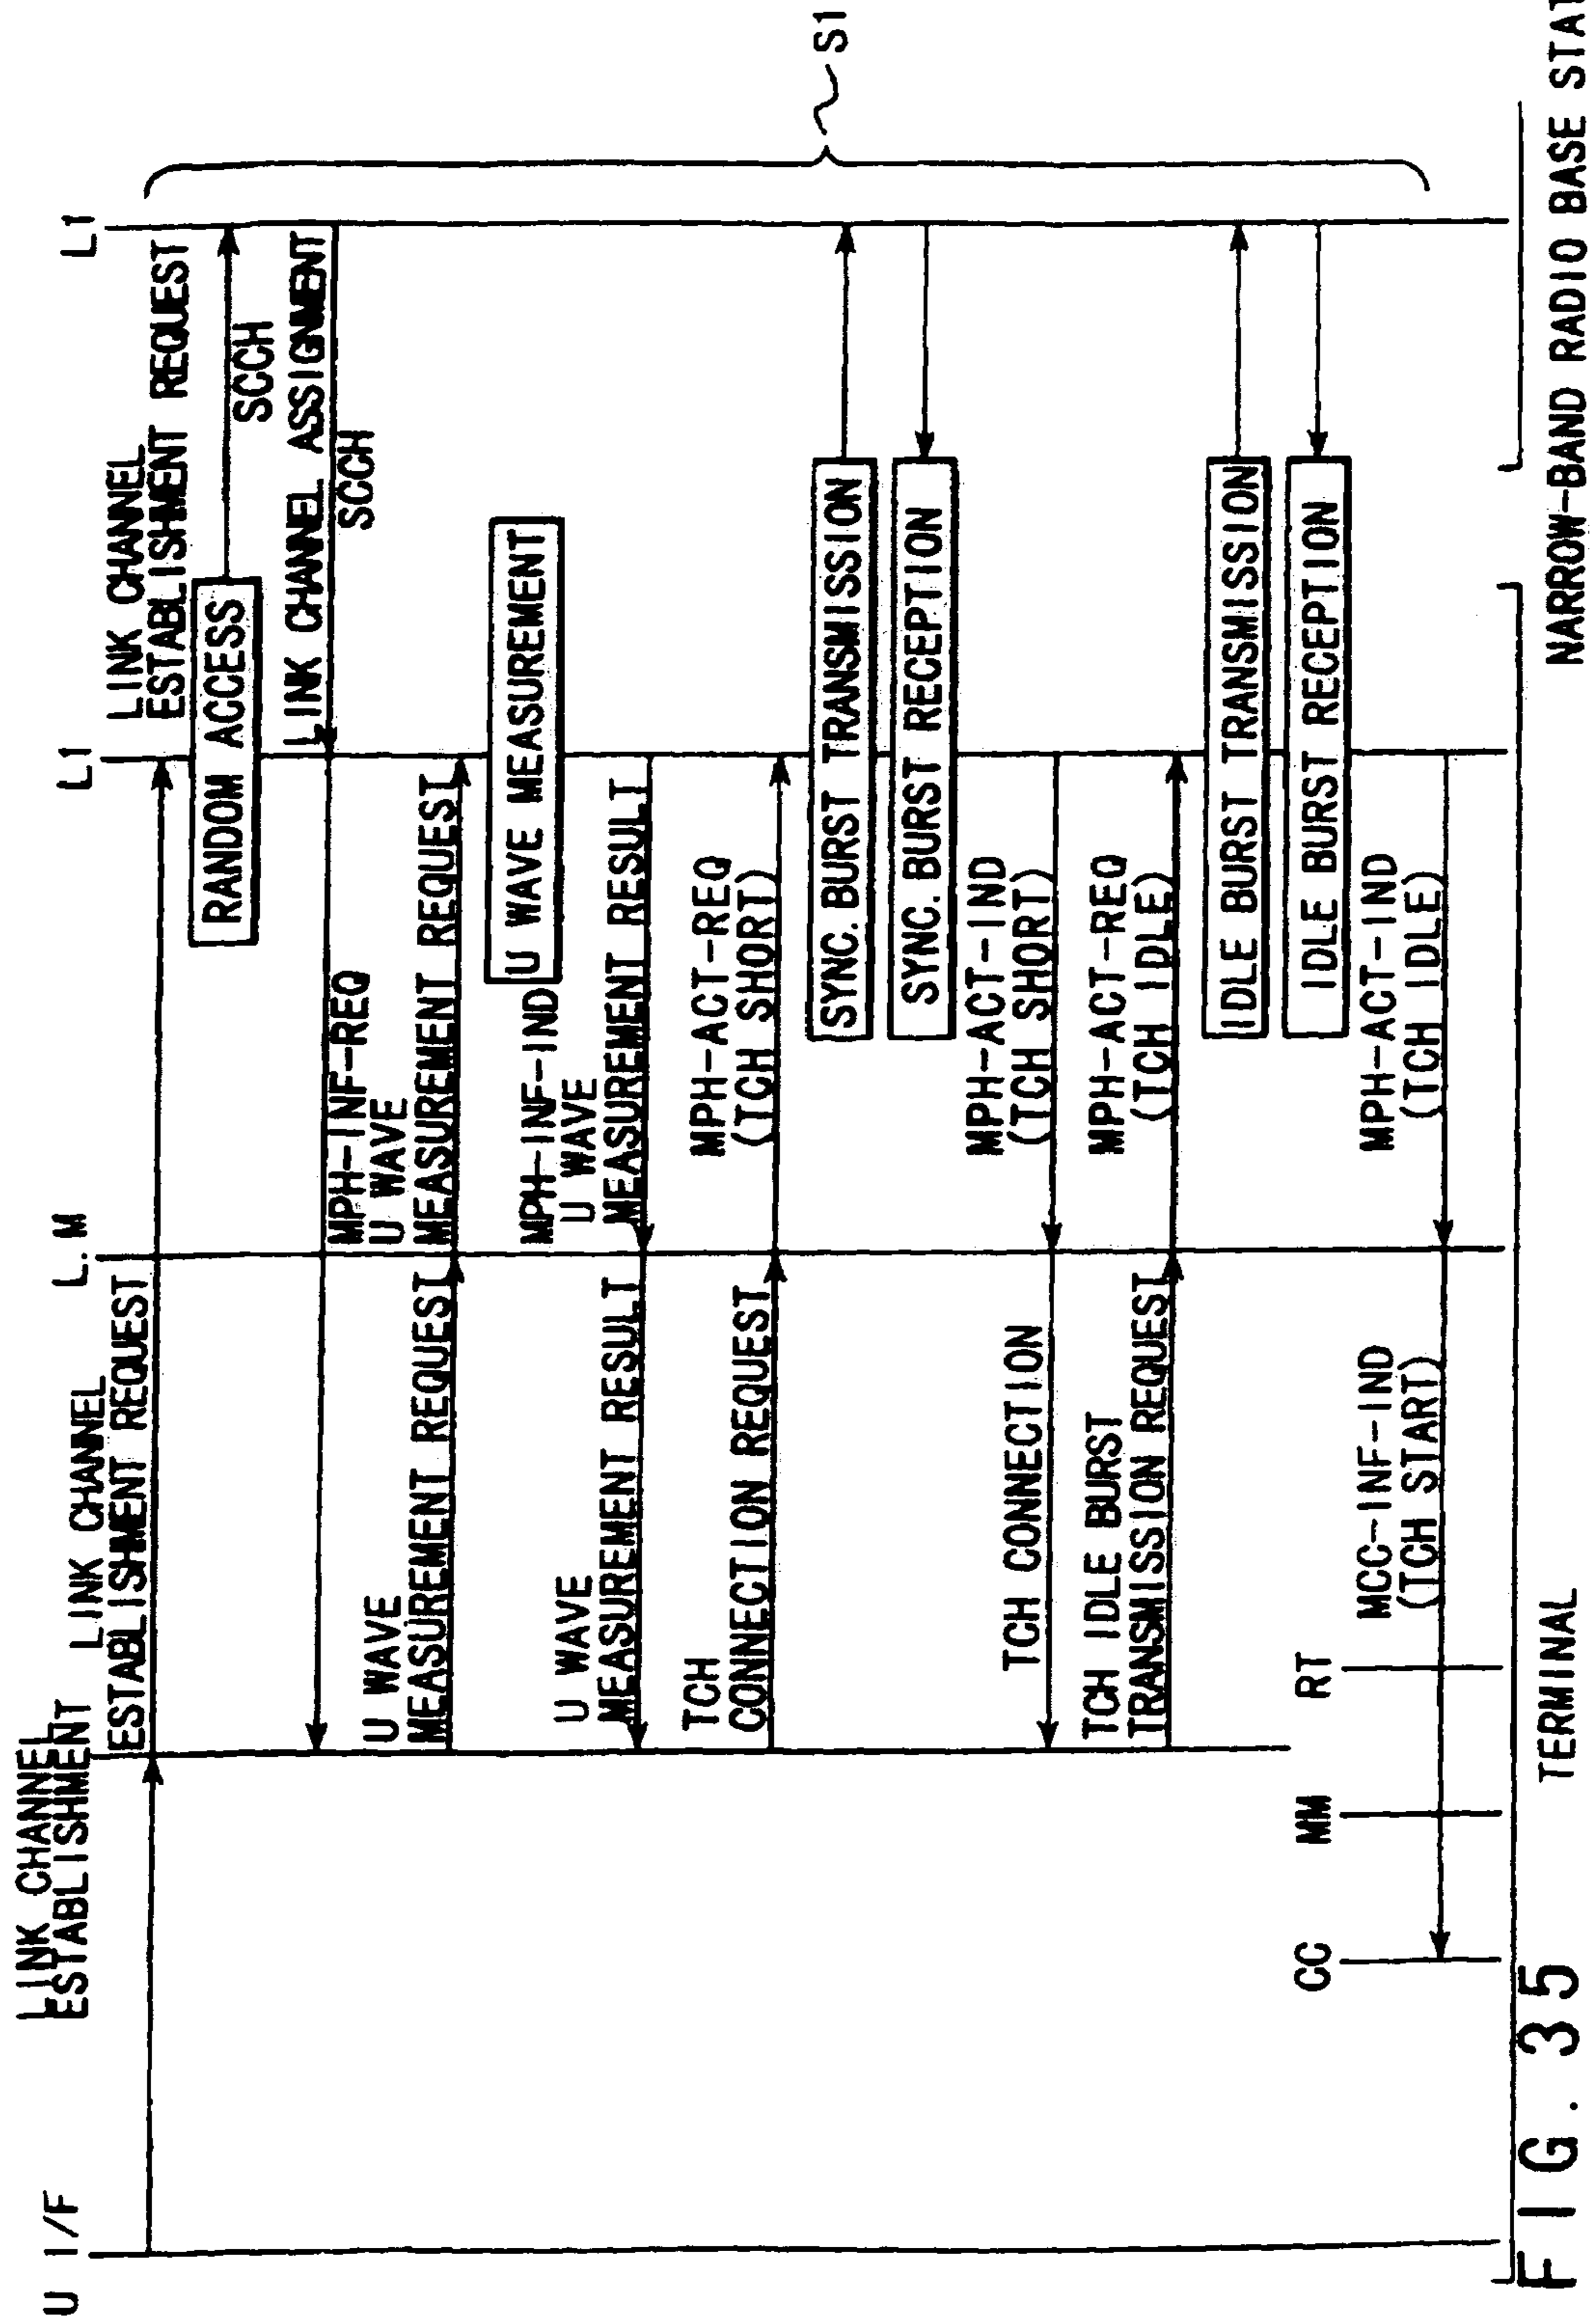 U I/F
LINK CHANNEL
ESTABLISHMENT
LINK CHANNEL
ESTABLISHMENT REQUEST
L. M
L1
LINK CHANNEL
ESTABLISHMENT REQUEST
L1
RANDOM ACCESS
SCCH
LINK CHANNEL ASSIGNMENT
SCCH
S1
U WAVE
MEASUREMENT REQUEST
MPH-INF-REQ
U WAVE
MEASUREMENT REQUEST
U WAVE MEASUREMENT
U WAVE
MEASUREMENT RESULT
MPH-INF-IND
U WAVE
MEASUREMENT RESULT
TCH
CONNECTION REQUEST
MPH-ACT-REQ
(TCH SHORT)
SYNC. BURST TRANSMISSION
SYNC. BURST RECEPTION
TCH CONNECTION
MPH-ACT-IND
(TCH SHORT)
TCH IDLE BURST
TRANSMISSION REQUEST
MPH-ACT-REQ
(TCH IDLE)
IDLE BURST TRANSMISSION
IDLE BURST RECEPTION
CC
MM
RT
MCC-INF-IND
(TCH START)
MPH-ACT-IND
(TCH IDLE)
TERMINAL
NARROW-BAND RADIO BASE
FIG. 35